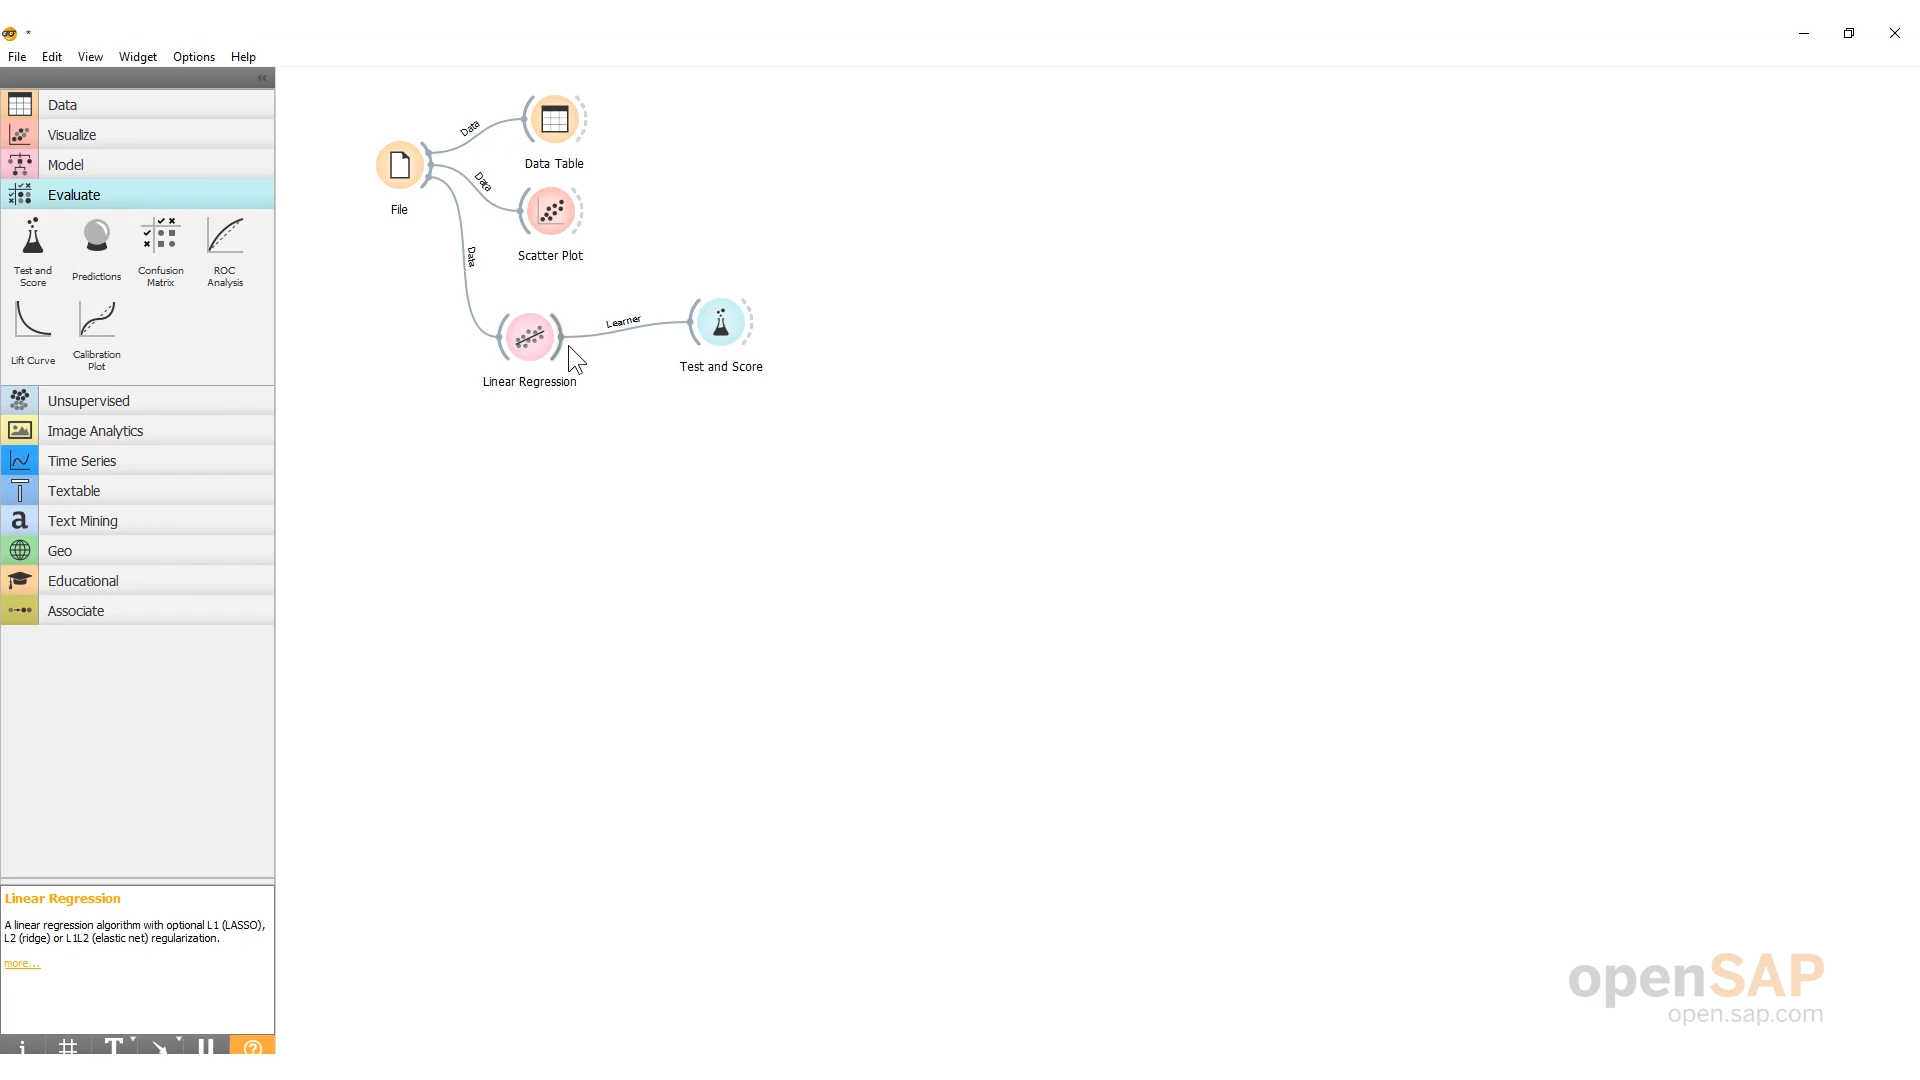 *
File Edit View Widget Options Help
«
Data
Visualize
Model
Evaluate
Test and
Score
Predictions
Confusion
Matrix
ROC
Analysis
Lift Curve
Calibration
Plot
Unsupervised
Image Analytics
Time Series
Textable
a Text Mining
Geo
Educational
Associate
Linear Regression
A linear regression algorithm with optional L1 (LASSO),
L2 (ridge) or L1L2 (elastic net) regularization.
more...
i # T ?
Data
Data Table
File
Data
Scatter Plot
Data
Learner
Linear Regression
Test and Score
openSAP
open.sap.com